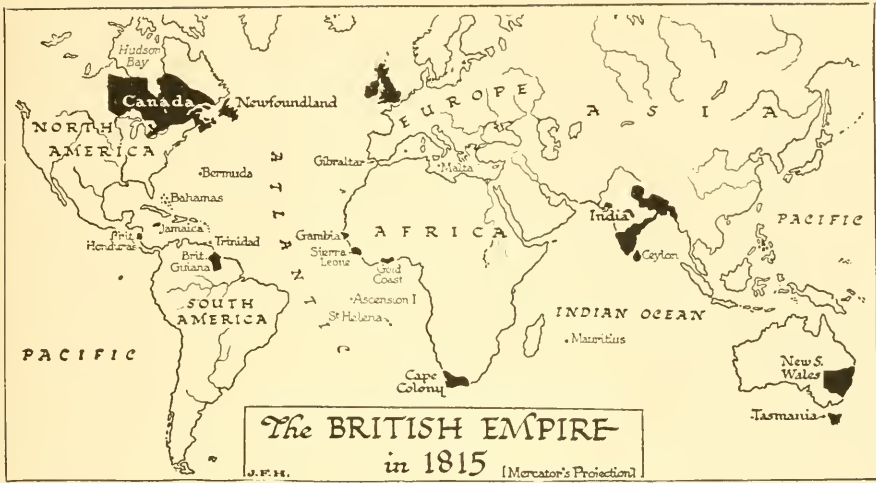 Hudson
Bay
Canada
Newfoundland
NORTH
AMERICA
EUROPE
ASIA
Bermuda
Gibraltar
Malta
Bahamas
Jamaica
Brit.
Honduras
Trinidad
Brit.
Guiana
ATLANTIC
Gambia
Sierra
Leone
Gold
Coast
AFRICA
India
Ceylon
PACIFIC
SOUTH
AMERICA
Ascension I
St Helena
INDIAN OCEAN
Mauritius
PACIFIC
Cape
Colony
New S.
Wales
Tasmania
The BRITISH EMPIRE
in 1815
J.F.H.
[Mercator's Projection]